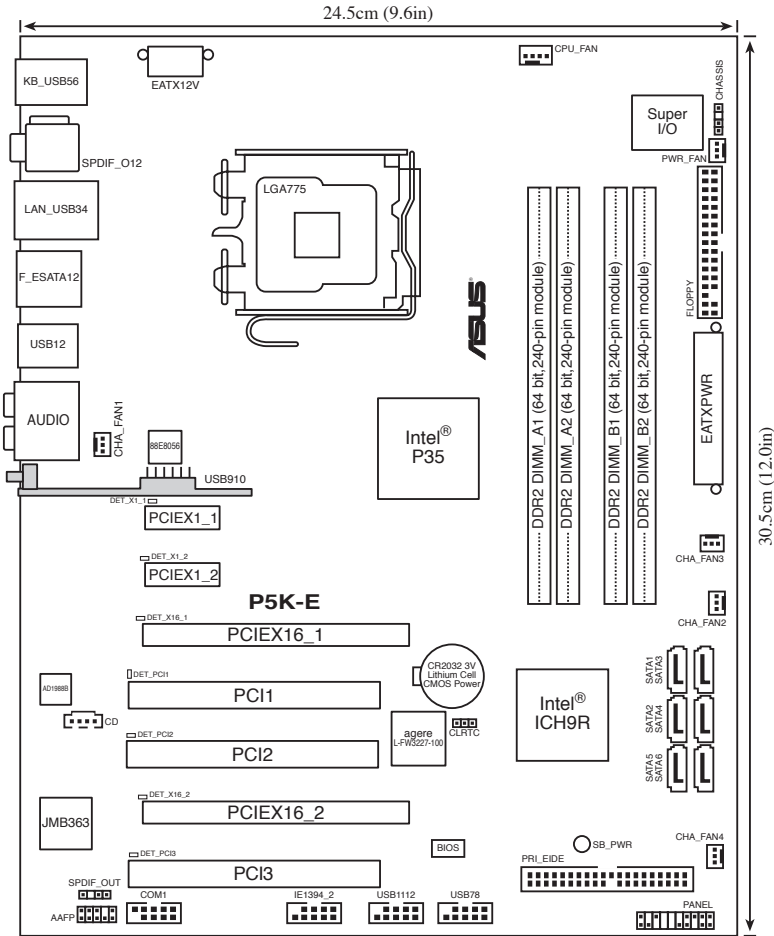 24.5cm (9.6in)
KB_USB56
EATX12V
CPU_FAN
CHASSIS
Super
I/O
PWR_FAN
SPDIF_O12
LGA775
LAN_USB34
F_ESATA12
USB12
AUDIO
CHA_FAN1
88E8056
USB910
ASUS®
Intel®
P35
DDR2 DIMM_A1 (64 bit,240-pin module)
DDR2 DIMM_A2 (64 bit,240-pin module)
DDR2 DIMM_B1 (64 bit,240-pin module)
DDR2 DIMM_B2 (64 bit,240-pin module)
FLOPPY
EATXPWR
30.5cm (12.0in)
DET_X1_1
PCIEX1_1
DET_X1_2
PCIEX1_2
CHA_FAN3
P5K-E
CHA_FAN2
DET_X16_1
PCIEX16_1
CR2032 3V
Lithium Cell
CMOS Power
SATA1
SATA3
DET_PCI1
PCI1
AD1988B
CD
Intel®
ICH9R
SATA2
SATA4
agere
L-FW3227-100
CLRTC
DET_PCI2
PCI2
SATA5
SATA6
DET_X16_2
PCIEX16_2
JMB363
BIOS
SB_PWR
CHA_FAN4
DET_PCI3
PCI3
PRI_EIDE
SPDIF_OUT
AAFP
COM1
IE1394_2
USB1112
USB78
PANEL